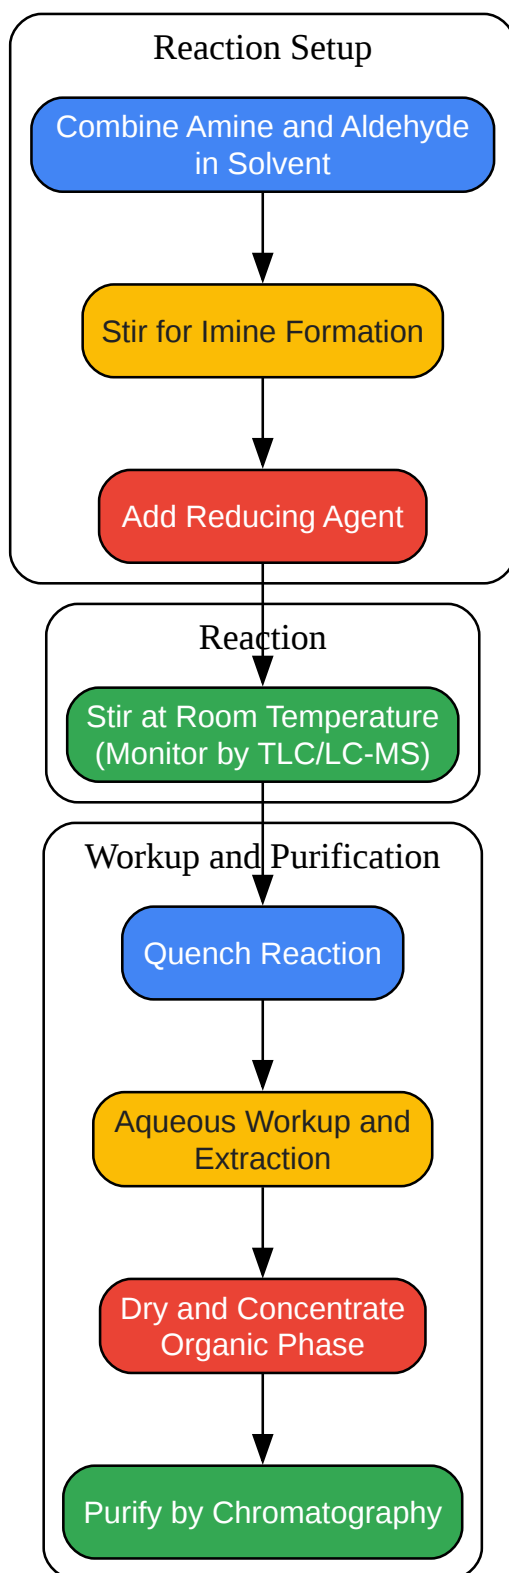 Reaction Setup
Combine Amine and Aldehyde
in Solvent
Stir for Imine Formation
Add Reducing Agent
Reaction
Stir at Room Temperature
(Monitor by TLC/LC-MS)
Workup and Purification
Quench Reaction
Aqueous Workup and
Extraction
Dry and Concentrate
Organic Phase
Purify by Chromatography